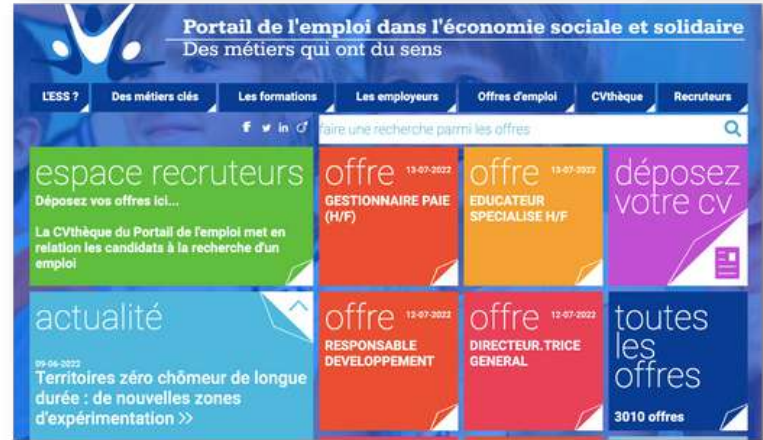 Portail de l'emploi dans l'économie sociale et solidaire
Des métiers qui ont du sens
L'ESS ?
Des métiers clés
Les formations
Les employeurs
Offres d'emploi
CVthèque
Recruteurs
faire une recherche parmi les offres
espace recruteurs
Déposez vos offres ici...
La CVthèque du Portail de l'emploi met en
relation les candidats à la recherche d'un
emploi
offre 13-07-2022
GESTIONNAIRE PAIE
(H/F)
offre 13-07-2022
EDUCATEUR
SPECIALISE H/F
déposez
votre cv
actualité
09-06-2022
Territoires zéro chômeur de longue
durée : de nouvelles zones
d'expérimentation >>
offre 12-07-2022
RESPONSABLE
DEVELOPPEMENT
offre 12-07-2022
DIRECTEUR.TRICE
GENERAL
toutes
les
offres
3010 offres